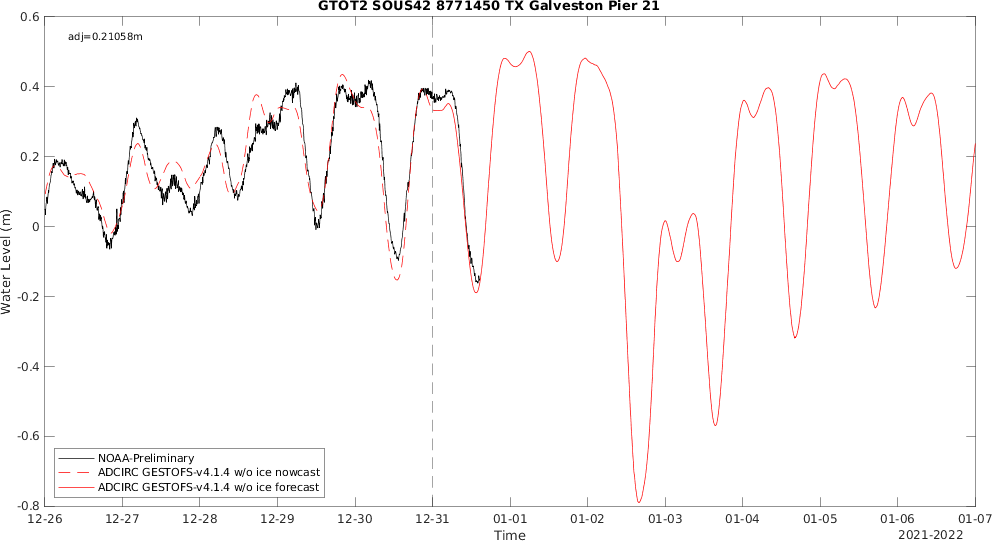 GTOT2 SOUS42 8771450 TX Galveston Pier 21
adj=0.21058m
0.6
0.4
0.2
0
-0.2
-0.4
-0.6
-0.8
Water Level (m)
NOAA-Preliminary
ADCIRC GESTOFS-v4.1.4 w/o ice nowcast
ADCIRC GESTOFS-v4.1.4 w/o ice forecast
12-26 12-27 12-28 12-29 12-30 12-31 01-01 01-02 01-03 01-04 01-05 01-06 01-07
Time
2021-2022